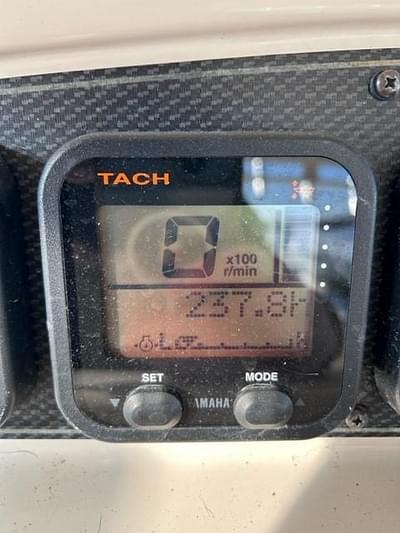 TACH
0
x100
r/min
237.8h
SET
MODE
YAMAHA